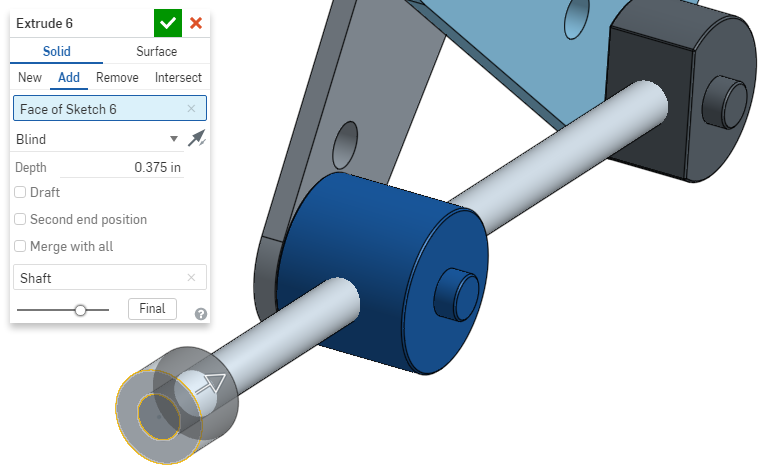 Extrude 6
Solid Surface
New Add Remove Intersect
Face of Sketch 6
Blind
Depth 0.375 in
Draft
Second end position
Merge with all
Shaft
Final